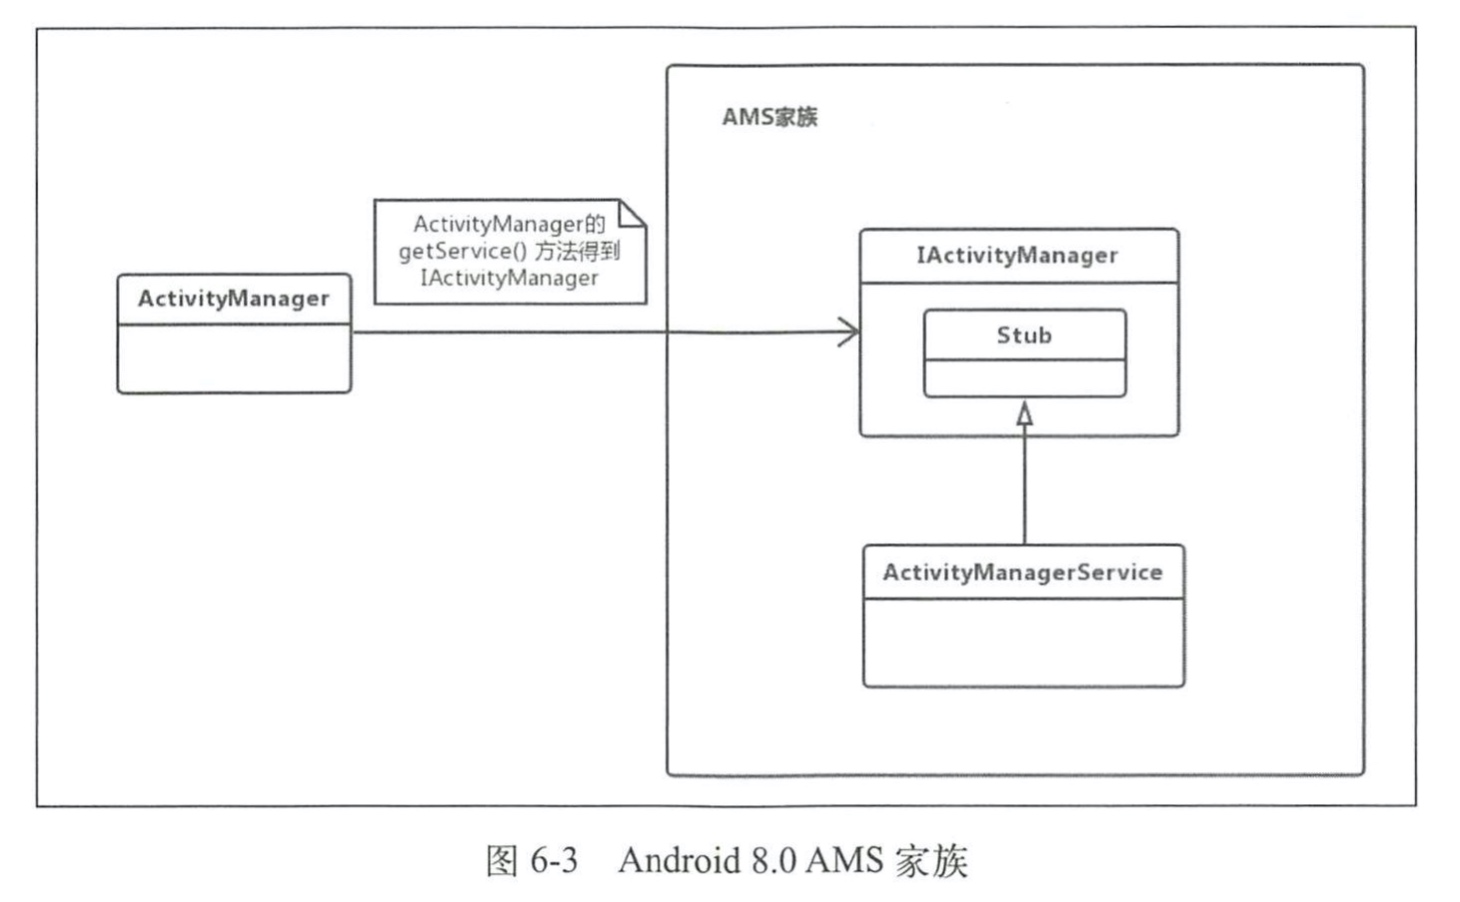 AMS家族
ActivityManager的
getService() 方法得到
IActivityManager
ActivityManager
IActivityManager
Stub
ActivityManagerService
图 6-3 Android 8.0 AMS 家族